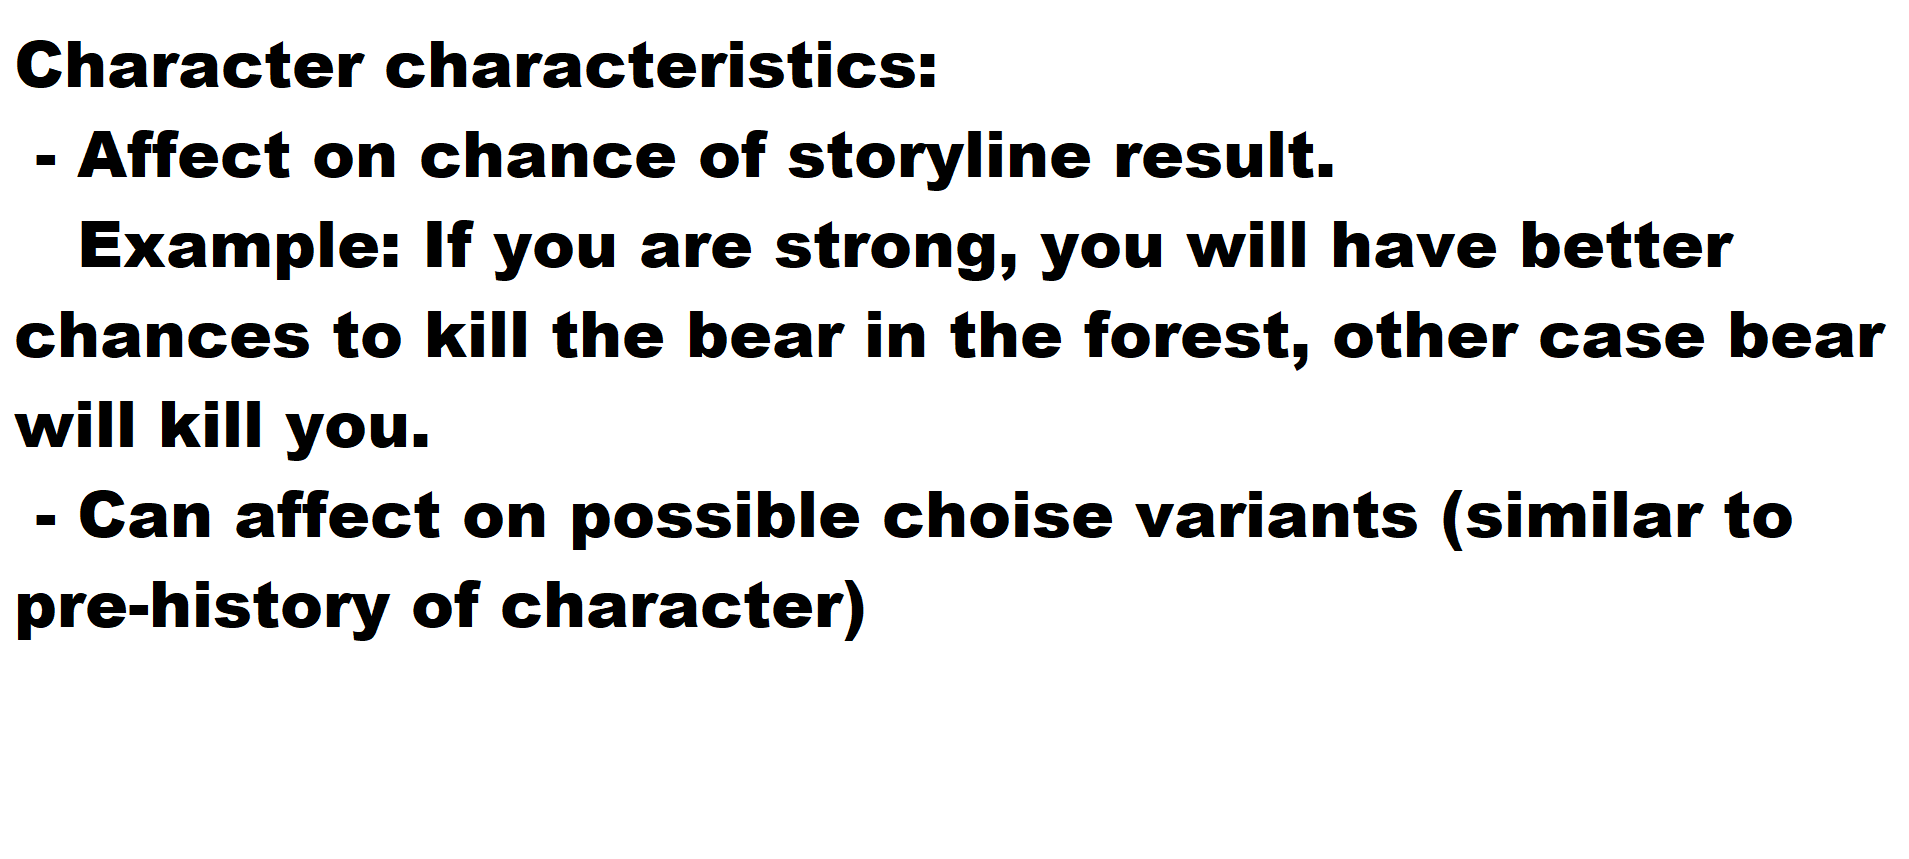 Character characteristics:
- Affect on chance of storyline result.
Example: If you are strong, you will have better
chances to kill the bear in the forest, other case bear
will kill you.
- Can affect on possible choise variants (similar to
pre-history of character)